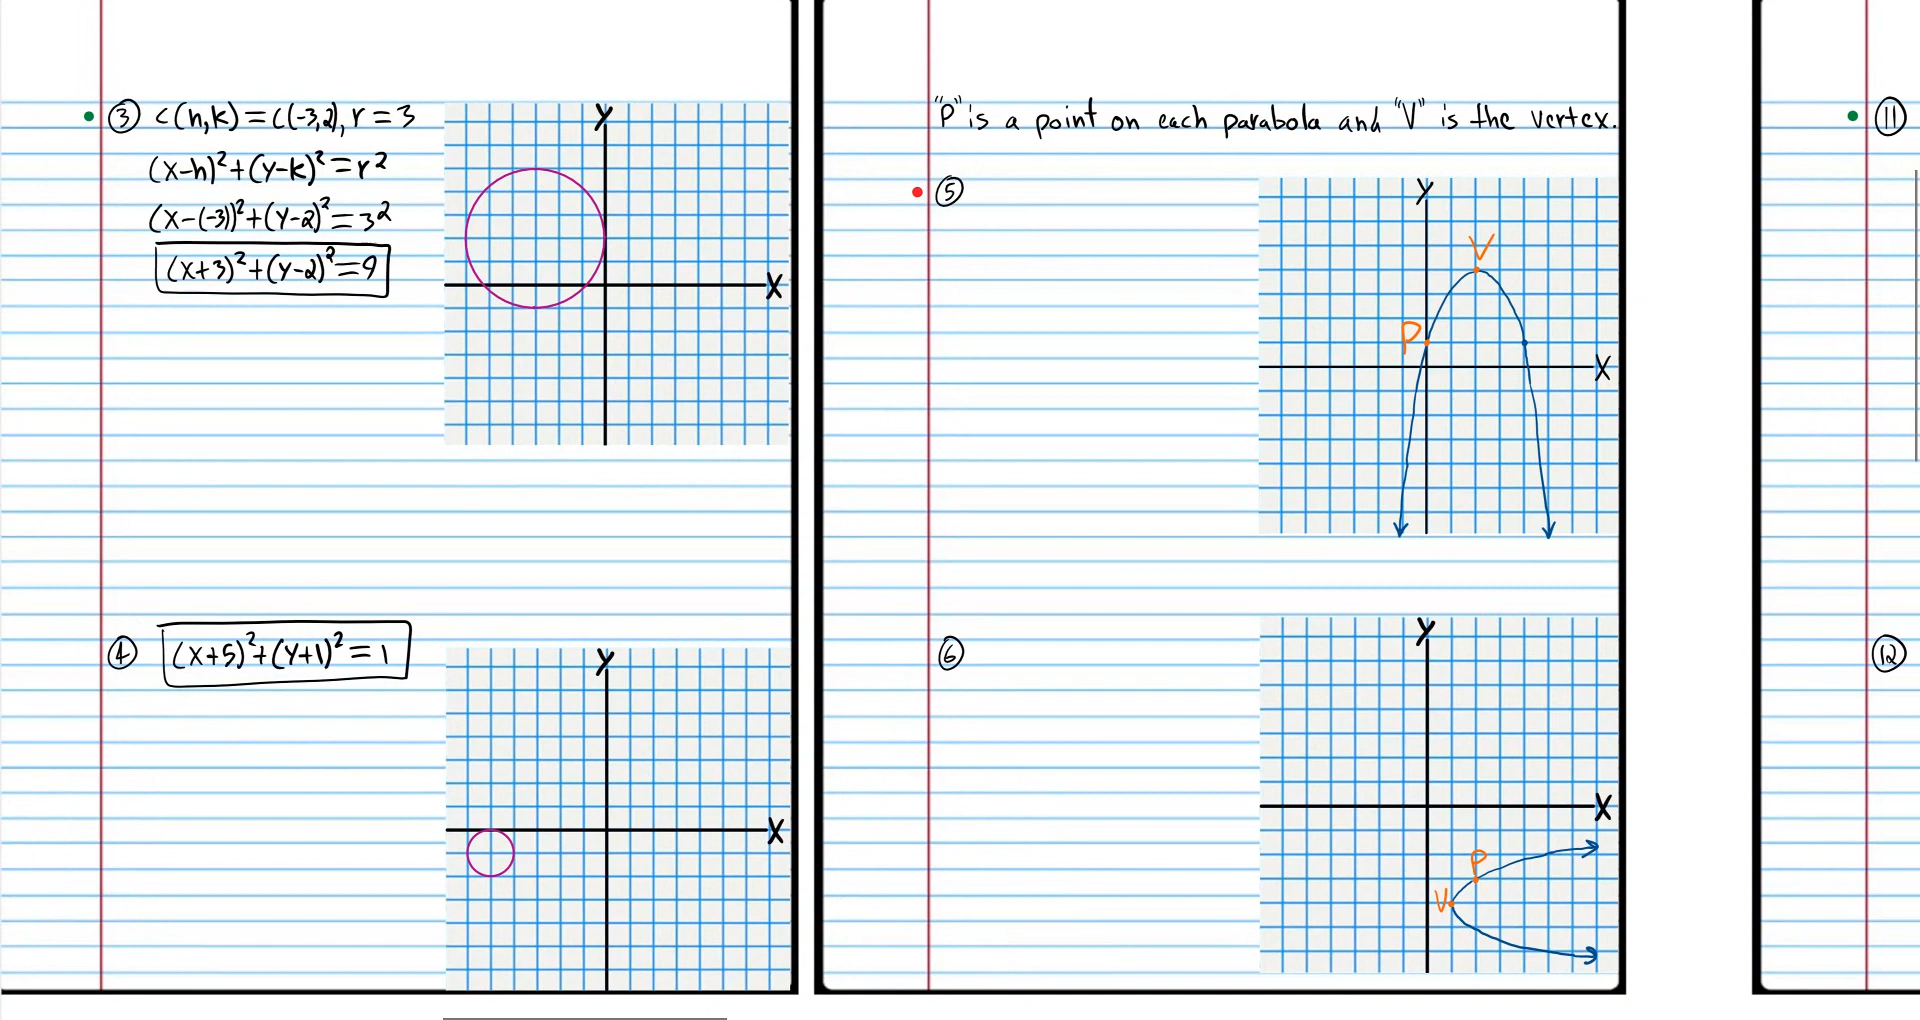 ③ C(h,k)=C(-3,2), r=3
(x-h)²+(y-k)²=r²
(x-(-3))²+(y-2)²=3²
(x+3)²+(y-2)²=9
Y
X
④ (x+5)²+(y+1)²=1
Y
X
"P" is a point on each parabola and "V" is the vertex.
⑤
Y
V
P
X
⑥
Y
X
P
V
⑪
⑫